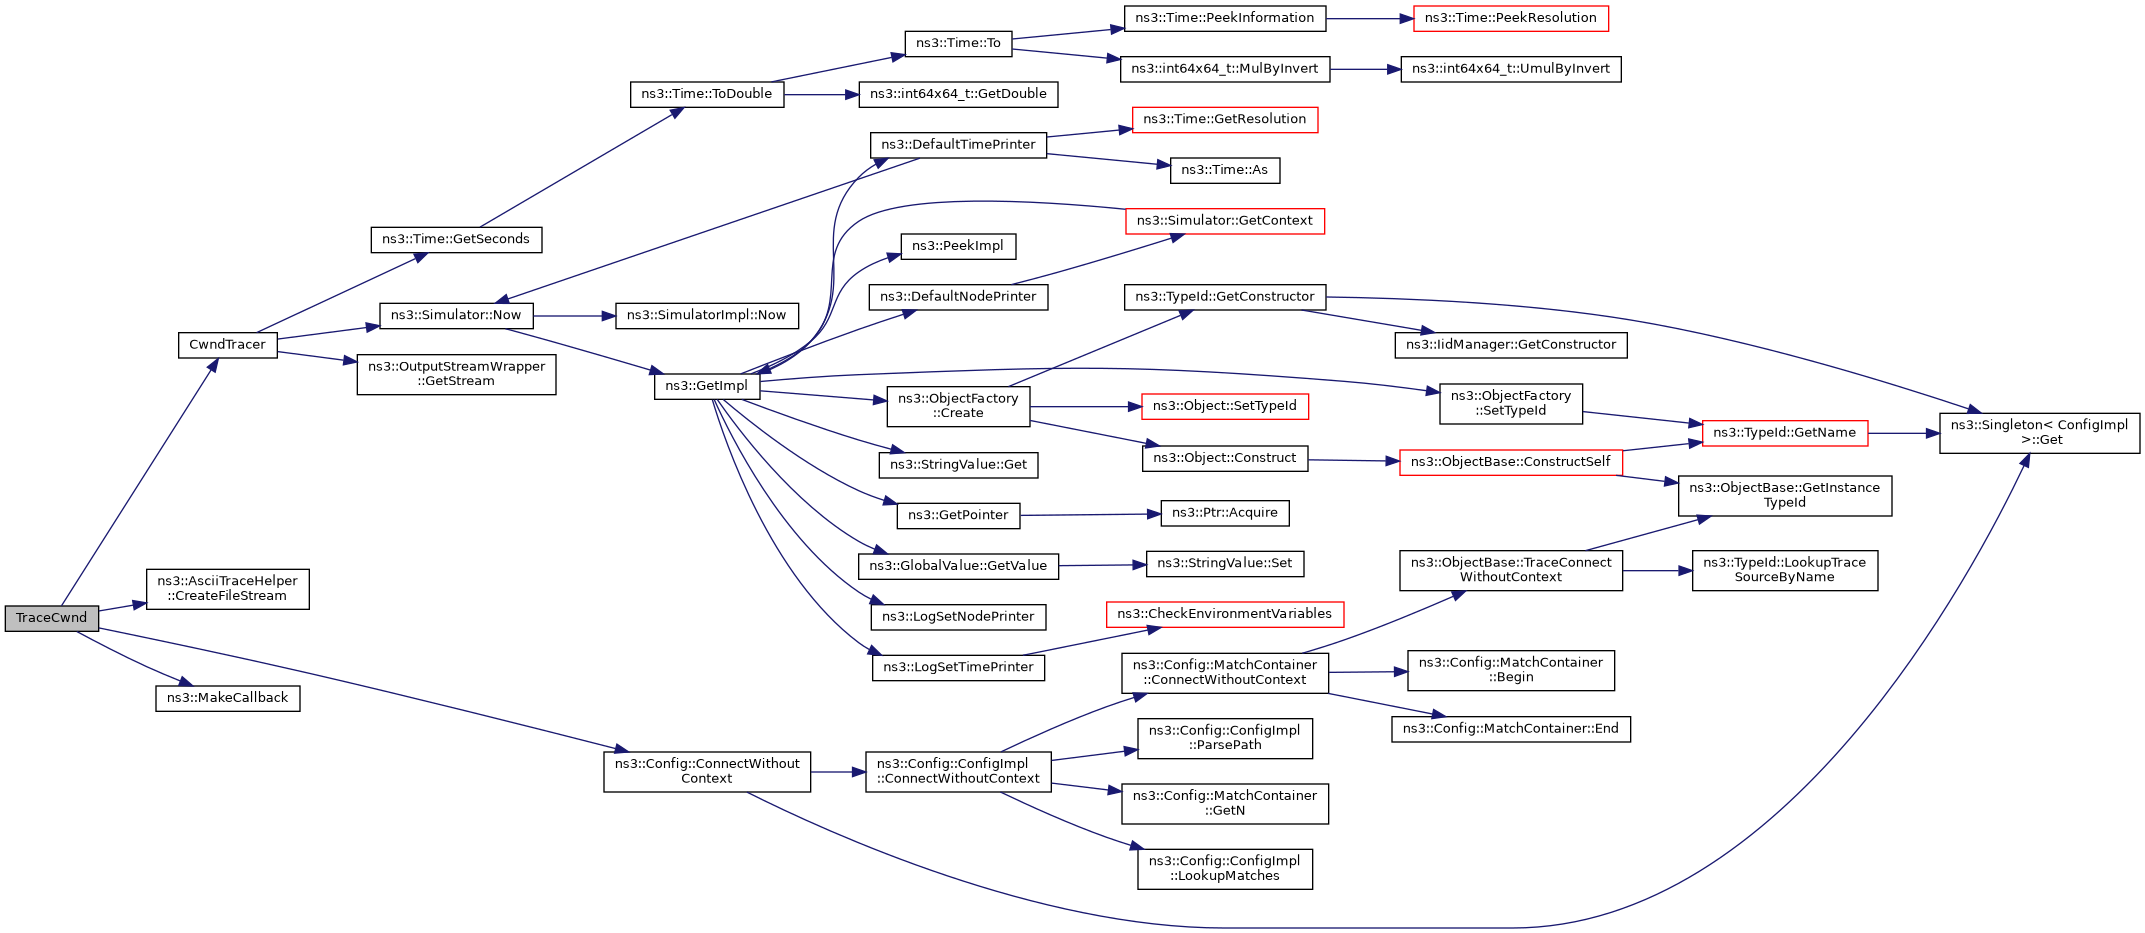 TraceCwnd
CwndTracer
ns3::AsciiTraceHelper
::CreateFileStream
ns3::MakeCallback
ns3::Time::GetSeconds
ns3::Simulator::Now
ns3::OutputStreamWrapper
::GetStream
ns3::Time::ToDouble
ns3::SimulatorImpl::Now
ns3::GetImpl
ns3::Config::ConnectWithout
Context
ns3::Time::To
ns3::int64x64_t::GetDouble
ns3::DefaultTimePrinter
ns3::PeekImpl
ns3::DefaultNodePrinter
ns3::ObjectFactory
::Create
ns3::StringValue::Get
ns3::GetPointer
ns3::GlobalValue::GetValue
ns3::LogSetNodePrinter
ns3::LogSetTimePrinter
ns3::Config::ConfigImpl
::ConnectWithoutContext
ns3::Time::PeekInformation
ns3::int64x64_t::MulByInvert
ns3::Time::GetResolution
ns3::Time::As
ns3::Simulator::GetContext
ns3::TypeId::GetConstructor
ns3::Object::SetTypeId
ns3::Object::Construct
ns3::Ptr::Acquire
ns3::StringValue::Set
ns3::CheckEnvironmentVariables
ns3::Config::MatchContainer
::ConnectWithoutContext
ns3::Config::ConfigImpl
::ParsePath
ns3::Config::MatchContainer
::GetN
ns3::Config::ConfigImpl
::LookupMatches
ns3::Time::PeekResolution
ns3::int64x64_t::UmulByInvert
ns3::IidManager::GetConstructor
ns3::ObjectFactory
::SetTypeId
ns3::ObjectBase::ConstructSelf
ns3::ObjectBase::TraceConnect
WithoutContext
ns3::Config::MatchContainer
::Begin
ns3::Config::MatchContainer::End
ns3::TypeId::GetName
ns3::ObjectBase::GetInstance
TypeId
ns3::TypeId::LookupTrace
SourceByName
ns3::Singleton< ConfigImpl
>::Get